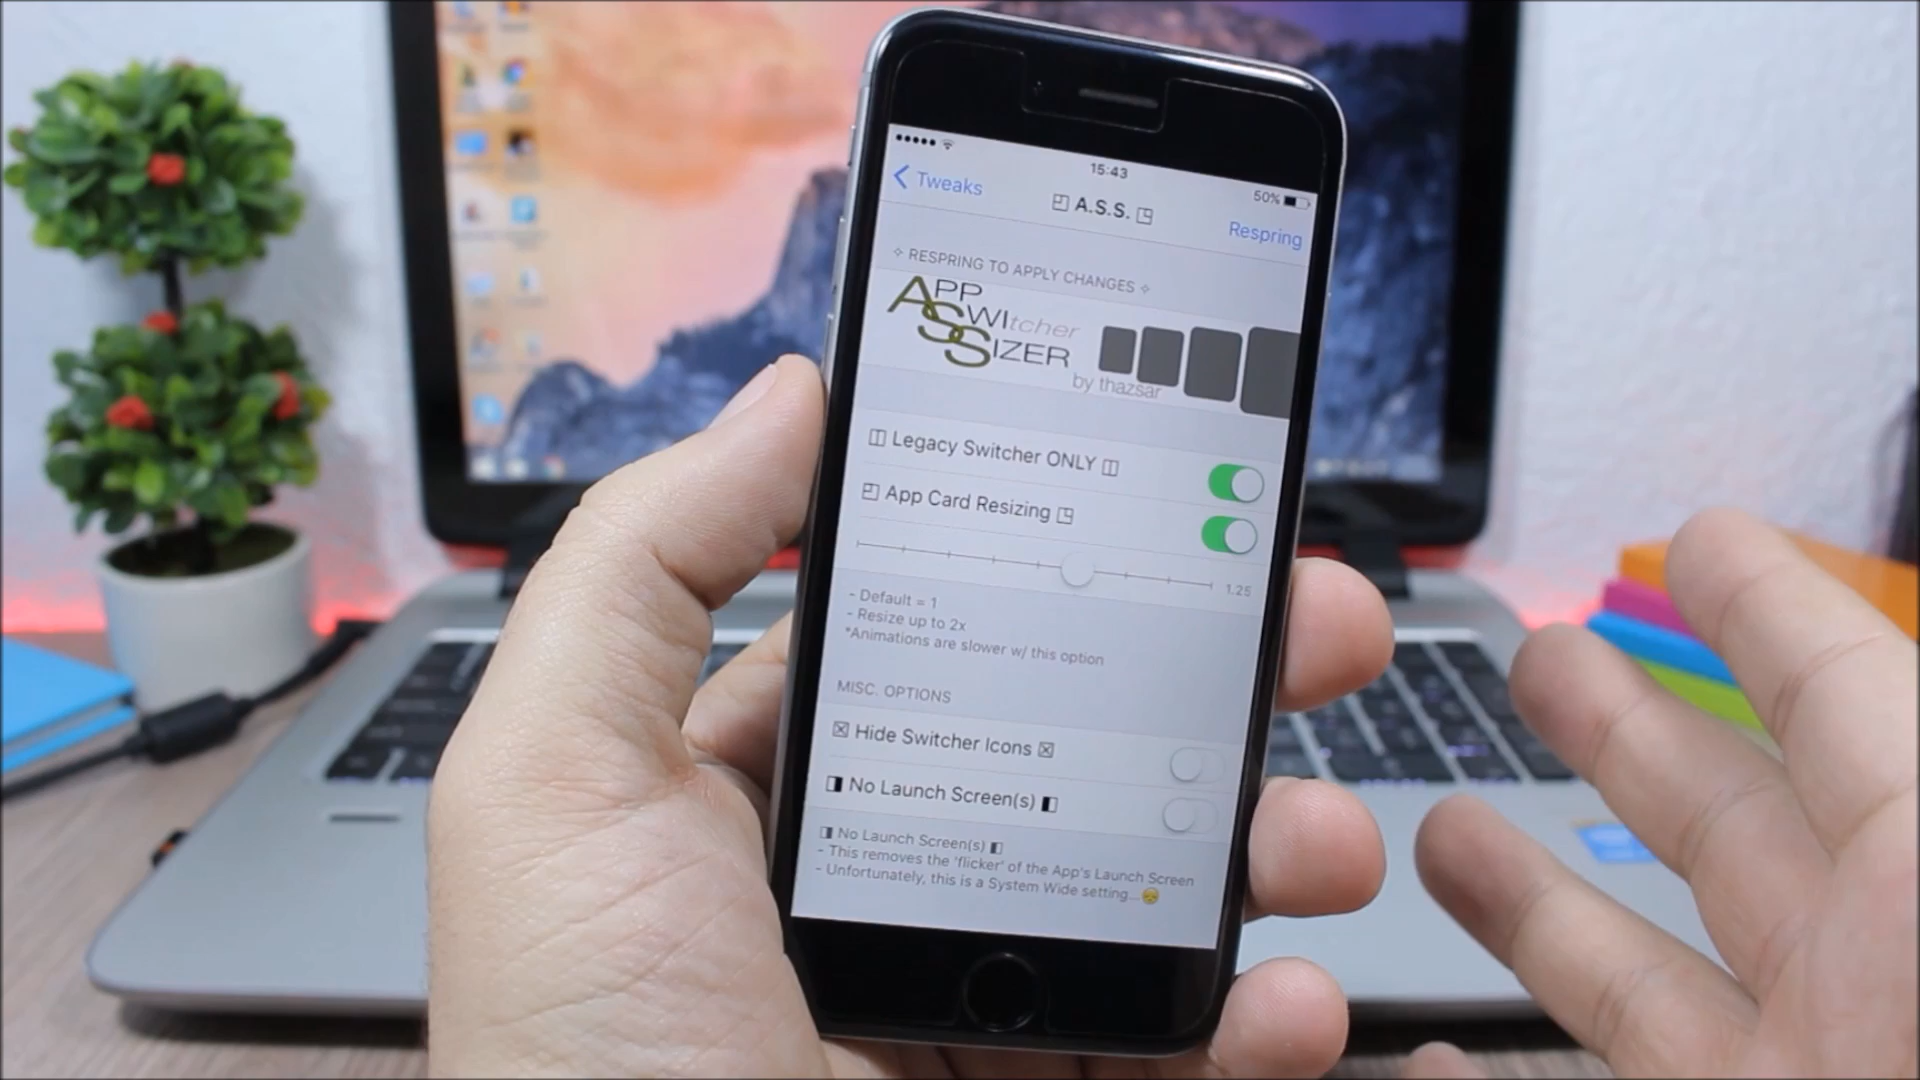 15:43
50%
Tweaks
A.S.S.
Respring
✧ RESPRING TO APPLY CHANGES ✧
APP
SWItcher
SIZER
by thazsar
Legacy Switcher ONLY
App Card Resizing
1.25
- Default = 1
- Resize up to 2x
*Animations are slower w/ this option
MISC. OPTIONS
☒ Hide Switcher Icons ☒
◨ No Launch Screen(s) ◧
◨ No Launch Screen(s) ◧
- This removes the 'flicker' of the App's Launch Screen
- Unfortunately, this is a System Wide setting...😞